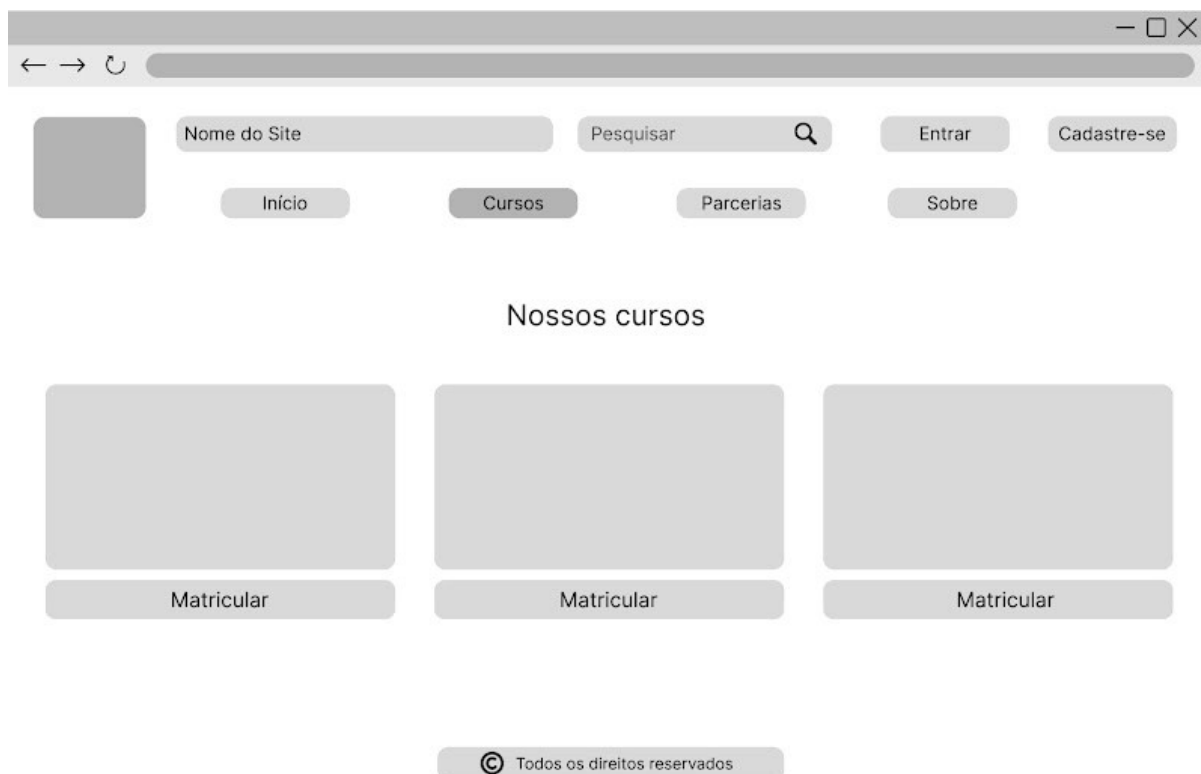 Nome do Site
Pesquisar
Entrar
Cadastre-se
Início
Cursos
Parcerias
Sobre
Nossos cursos
Matricular
Matricular
Matricular
© Todos os direitos reservados